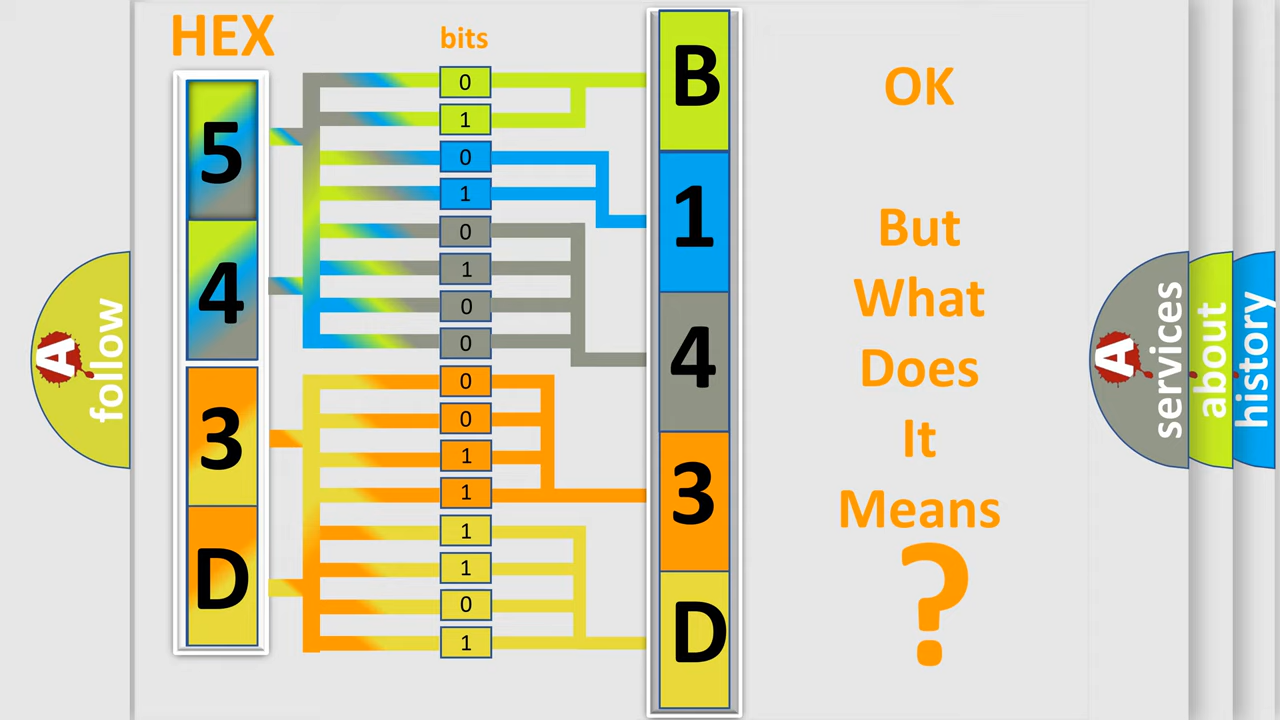 HEX
bits
5
4
3
D
0
1
0
1
0
1
0
0
0
0
1
1
1
1
0
1
B
1
4
3
D
OK
But
What
Does
It
Means
?
A
follow
A
services
about
history